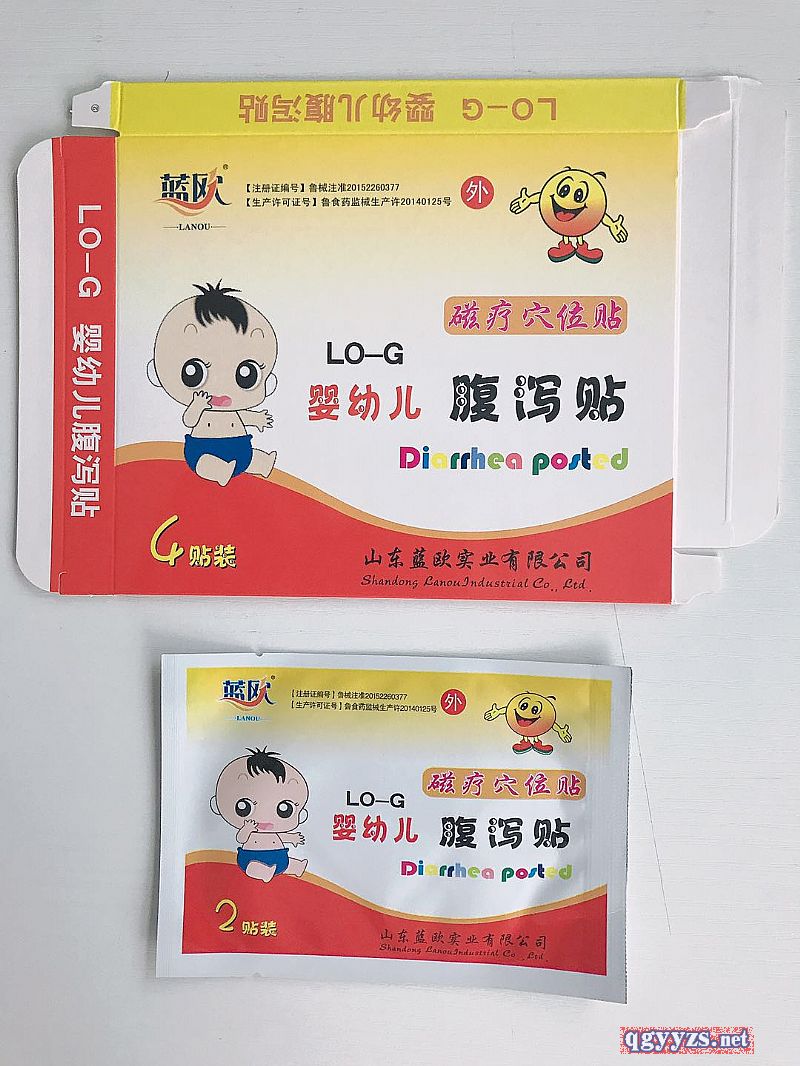 LO-G 婴幼儿腹泻贴
LO-G 婴幼儿腹泻贴
蓝欧®
LANOU
【注册证编号】鲁械注准20152260377
【生产许可证号】鲁食药监械生产许20140125号
外
磁疗穴位贴
LO-G
婴幼儿 腹泻贴
Diarrhea posted
4贴装
山东蓝欧实业有限公司
Shandong LanouIndustrial Co., Ltd.
蓝欧®
LANOU
【注册证编号】鲁械注准20152260377
【生产许可证号】鲁食药监械生产许20140125号
外
磁疗穴位贴
LO-G
婴幼儿 腹泻贴
Diarrhea posted
2贴装
山东蓝欧实业有限公司
Shandong LanouIndustrial Co., Ltd.
qgyyzs.net